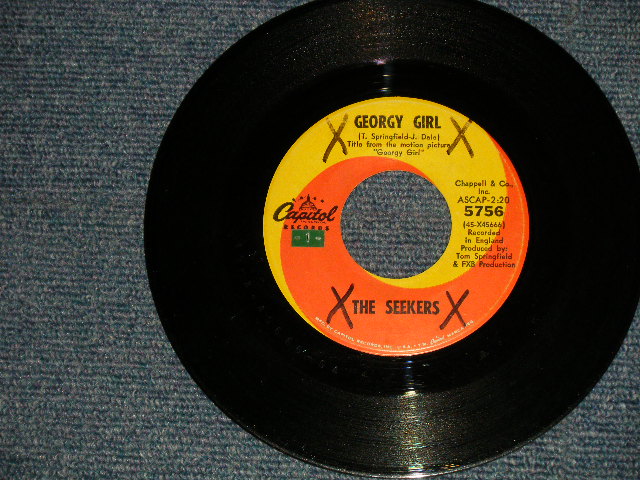 GEORGY GIRL
(T. Springfield-J. Dale)
Title from the motion picture
"Georgy Girl"
X X
Capitol
RECORDS
- 1 -
Chappell & Co.,
Inc.
ASCAP-2:20
5756
(45-X45666)
Recorded
in England
Produced by:
Tom Springfield
& FXB Production
X THE SEEKERS X